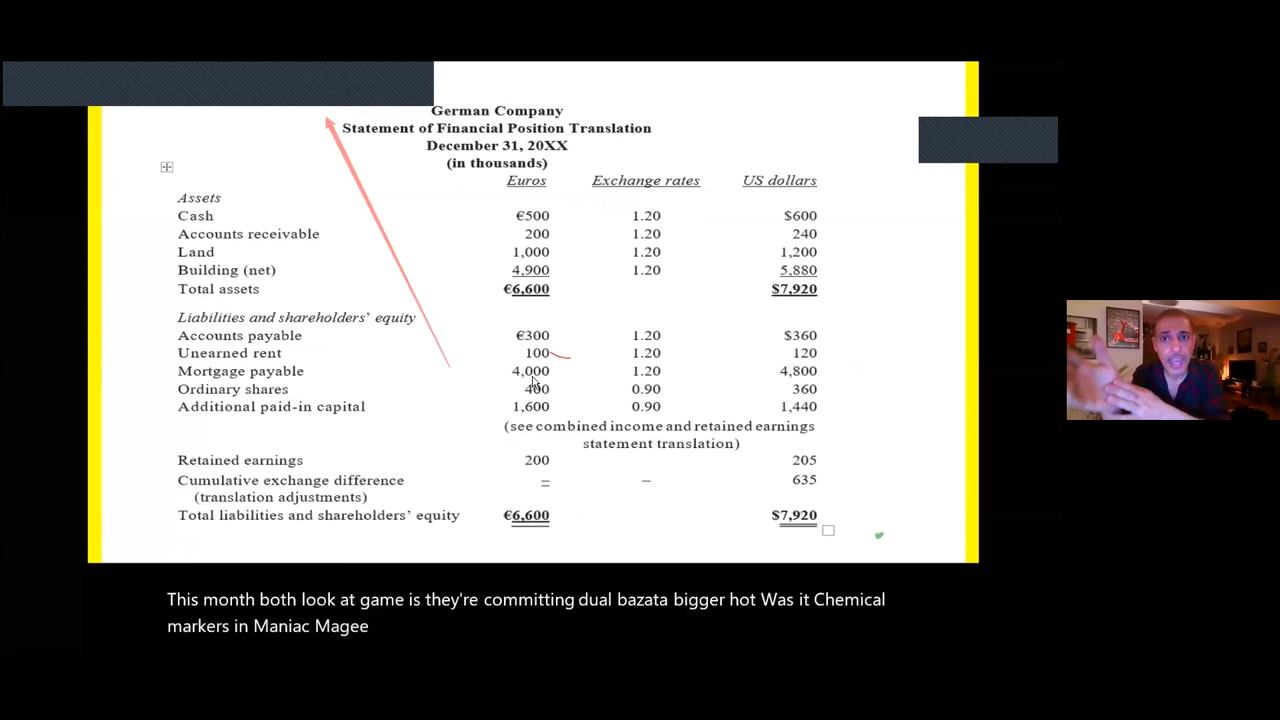 German Company
Statement of Financial Position Translation
December 31, 20XX
(in thousands)
Euros Exchange rates US dollars
Assets
Cash €500 1.20 $600
Accounts receivable 200 1.20 240
Land 1,000 1.20 1,200
Building (net) 4,900 1.20 5,880
Total assets €6,600 $7,920
Liabilities and shareholders’ equity
Accounts payable €300 1.20 $360
Unearned rent 100 1.20 120
Mortgage payable 4,000 1.20 4,800
Ordinary shares 400 0.90 360
Additional paid-in capital 1,600 0.90 1,440
(see combined income and retained earnings
statement translation)
Retained earnings 200 205
Cumulative exchange difference – – 635
(translation adjustments)
Total liabilities and shareholders’ equity €6,600 $7,920
This month both look at game is they're committing dual bazata bigger hot Was it Chemical
markers in Maniac Magee